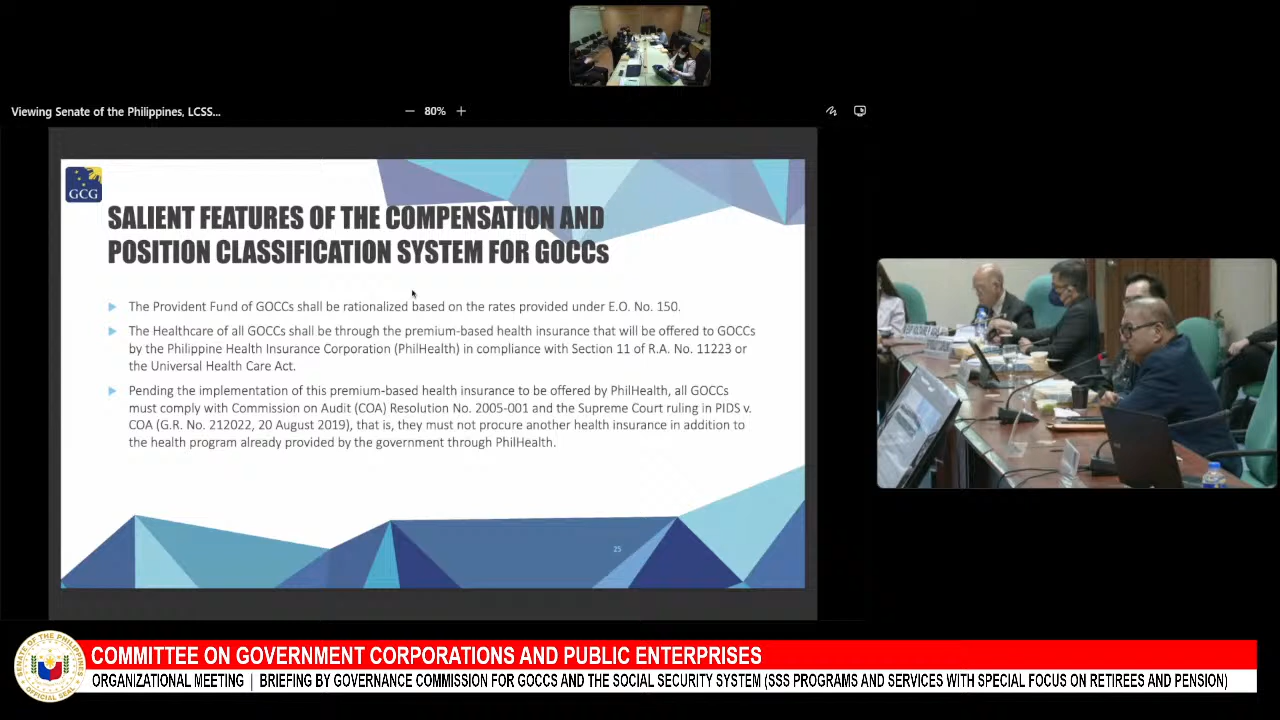 Viewing Senate of the Philippines, LCSS...
80%
GCG
SALIENT FEATURES OF THE COMPENSATION AND
POSITION CLASSIFICATION SYSTEM FOR GOCCs
The Provident Fund of GOCCs shall be rationalized based on the rates provided under E.O. No. 150.
The Healthcare of all GOCCs shall be through the premium-based health insurance that will be offered to GOCCs
by the Philippine Health Insurance Corporation (PhilHealth) in compliance with Section 11 of R.A. No. 11223 or
the Universal Health Care Act.
Pending the implementation of this premium-based health insurance to be offered by PhilHealth, all GOCCs
must comply with Commission on Audit (COA) Resolution No. 2005-001 and the Supreme Court ruling in PIDS v.
COA (G.R. No. 212022, 20 August 2019), that is, they must not procure another health insurance in addition to
the health program already provided by the government through PhilHealth.
25
SENATE OF THE PHILIPPINES
OFFICIAL SEAL
COMMITTEE ON GOVERNMENT CORPORATIONS AND PUBLIC ENTERPRISES
ORGANIZATIONAL MEETING | BRIEFING BY GOVERNANCE COMMISSION FOR GOCCS AND THE SOCIAL SECURITY SYSTEM (SSS PROGRAMS AND SERVICES WITH SPECIAL FOCUS ON RETIREES AND PENSION)